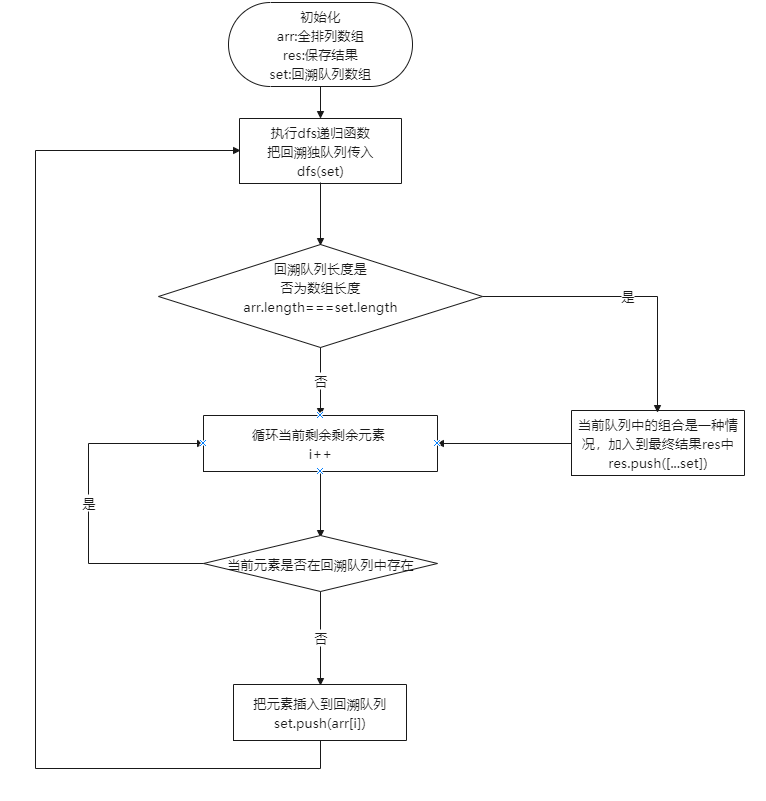 初始化
arr:全排列数组
res:保存结果
set:回溯队列数组
执行dfs递归函数
把回溯独队列传入
dfs(set)
回溯队列长度是
否为数组长度
arr.length===set.length
是
否
循环当前剩余剩余元素
i++
当前队列中的组合是一种情
况，加入到最终结果res中
res.push([...set])
是
当前元素是否在回溯队列中存在
否
把元素插入到回溯队列
set.push(arr[i])